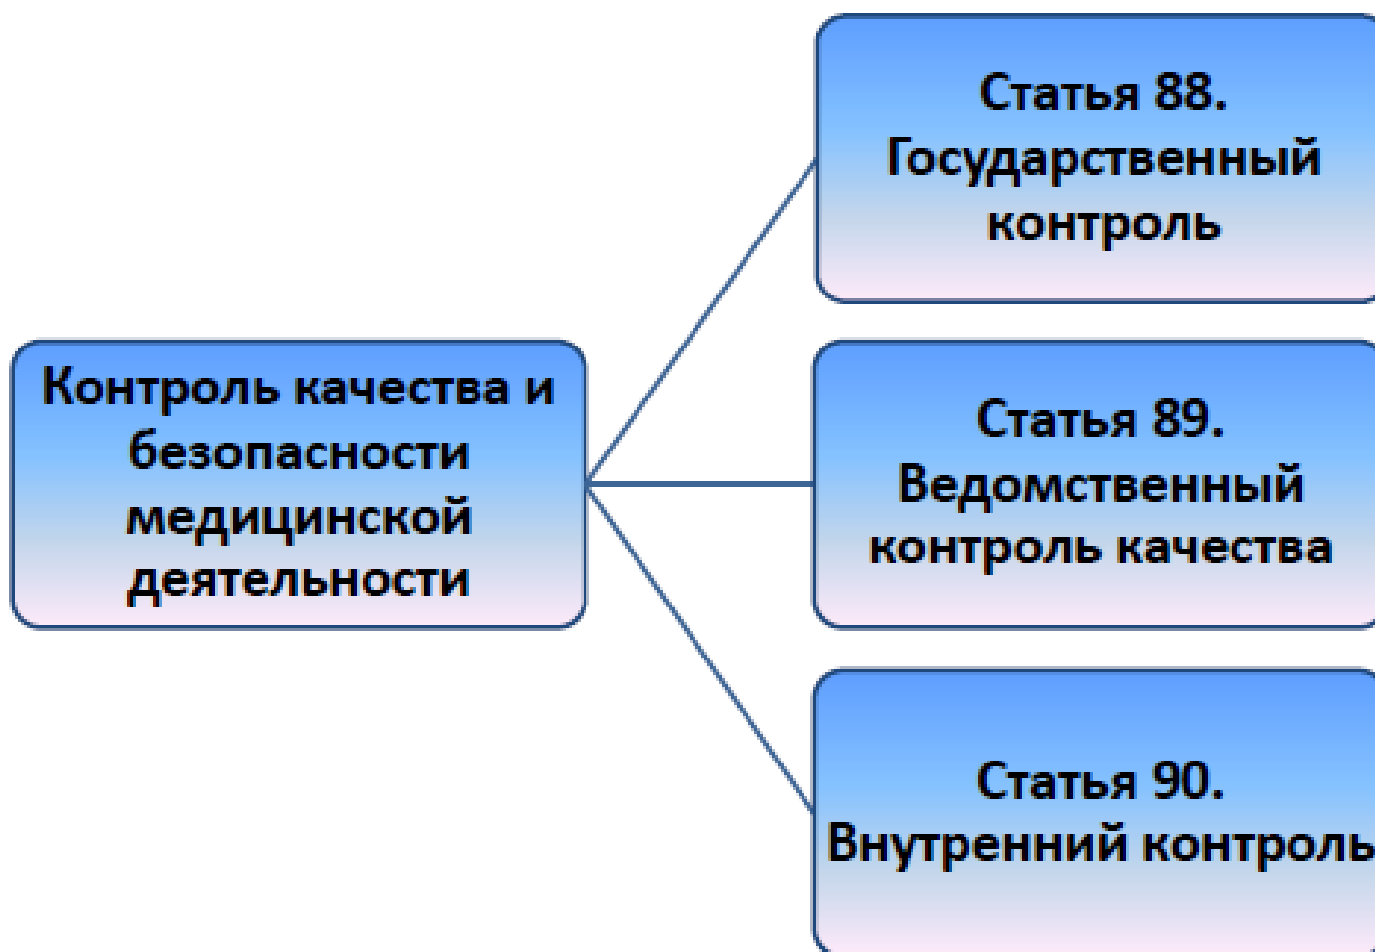 Контроль качества и
безопасности
медицинской
деятельности
Статья 88.
Государственный
контроль
Статья 89.
Ведомственный
контроль качества
Статья 90.
Внутренний контроль